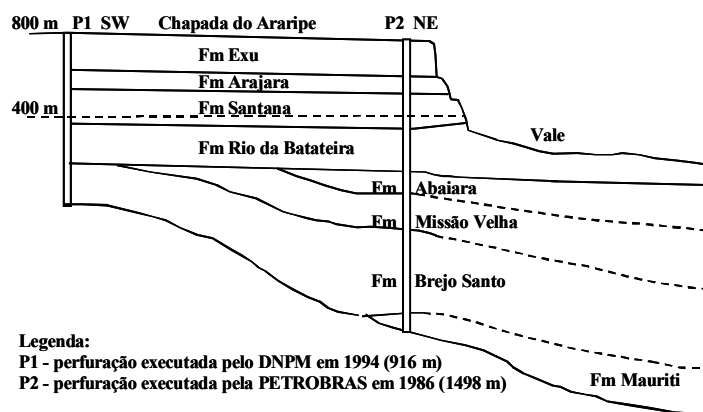 800 m P1 SW Chapada do Araripe P2 NE
Fm Exu
Fm Arajara
400 m Fm Santana
Vale
Fm Rio da Batateira
Fm Abaiara
Fm Missão Velha
Fm Brejo Santo
Legenda:
P1 - perfuração executada pelo DNPM em 1994 (916 m)
P2 - perfuração executada pela PETROBRAS em 1986 (1498 m)
Fm Mauriti